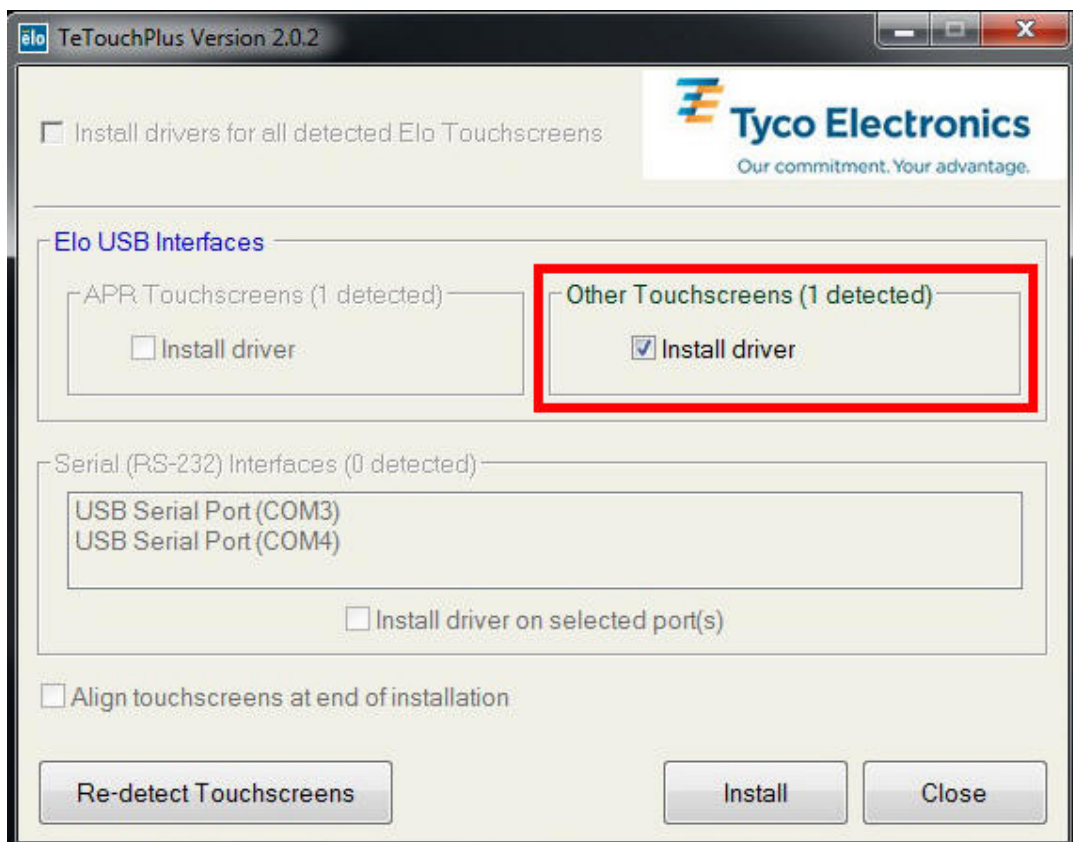 elo TeTouchPlus Version 2.0.2
Install drivers for all detected Elo Touchscreens
Tyco Electronics
Our commitment. Your advantage.
Elo USB Interfaces
APR Touchscreens (1 detected)
Install driver
Other Touchscreens (1 detected)
Install driver
Serial (RS-232) Interfaces (0 detected)
USB Serial Port (COM3)
USB Serial Port (COM4)
Install driver on selected port(s)
Align touchscreens at end of installation
Re-detect Touchscreens
Install
Close